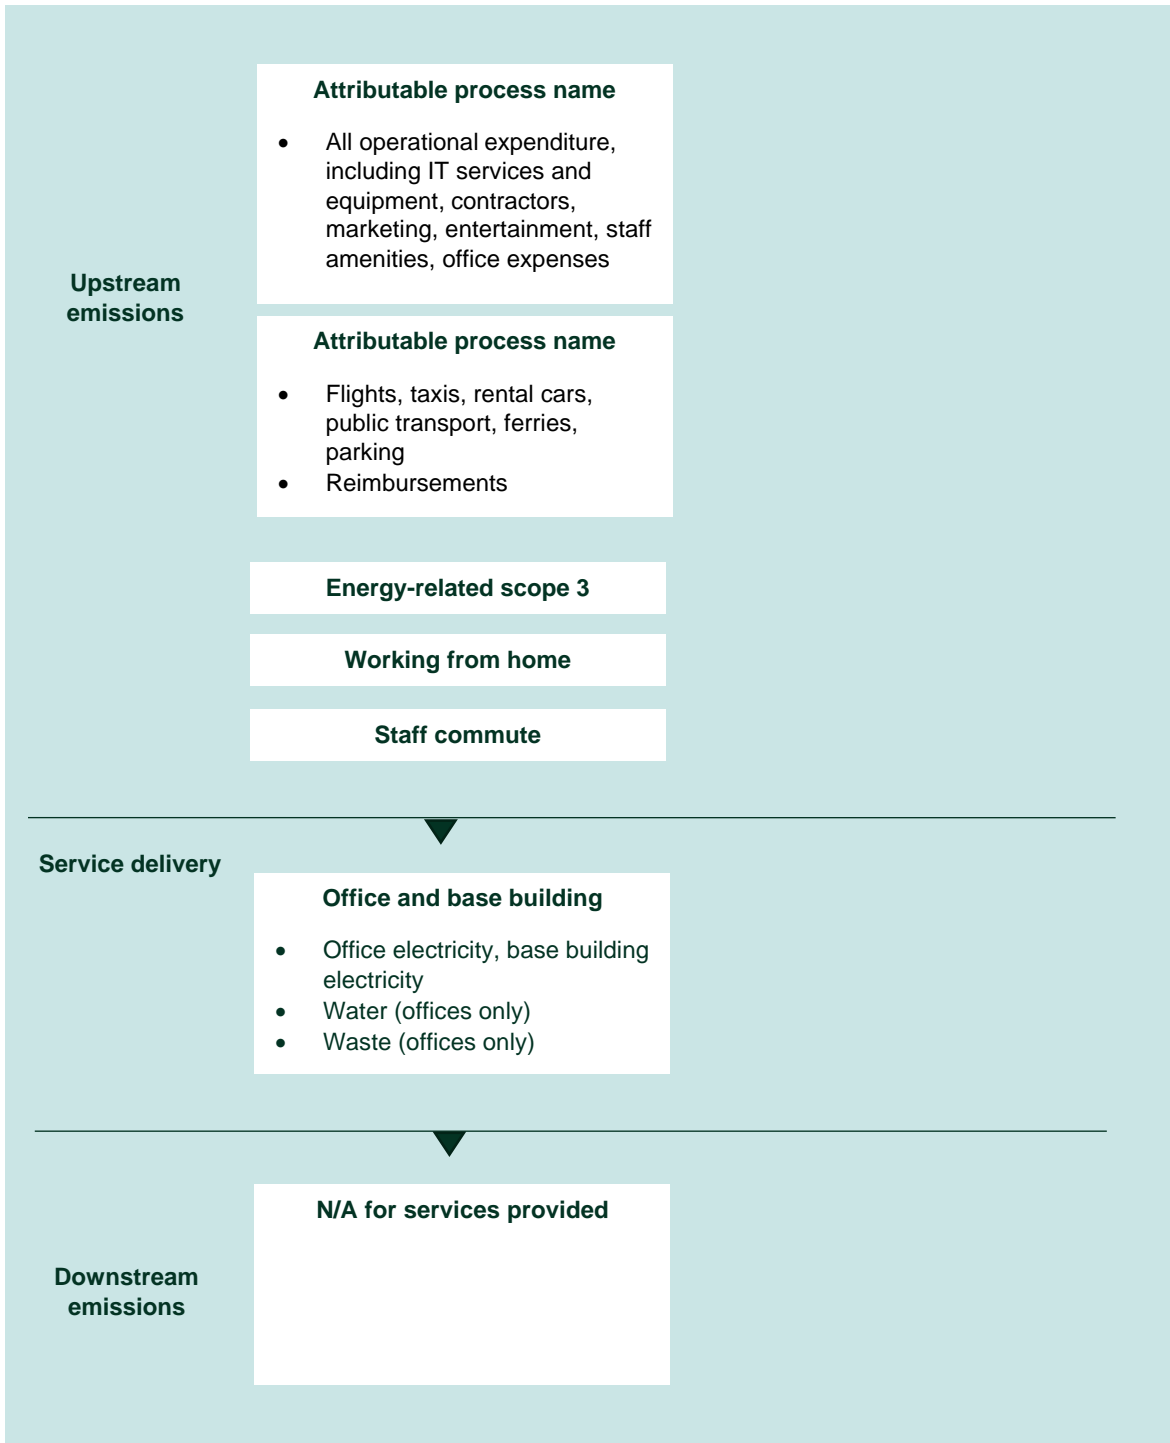 Attributable process name
• All operational expenditure,
including IT services and
equipment, contractors,
marketing, entertainment, staff
amenities, office expenses
Upstream
emissions
Attributable process name
• Flights, taxis, rental cars,
public transport, ferries,
parking
• Reimbursements
Energy-related scope 3
Working from home
Staff commute
Service delivery
Office and base building
• Office electricity, base building
electricity
• Water (offices only)
• Waste (offices only)
N/A for services provided
Downstream
emissions